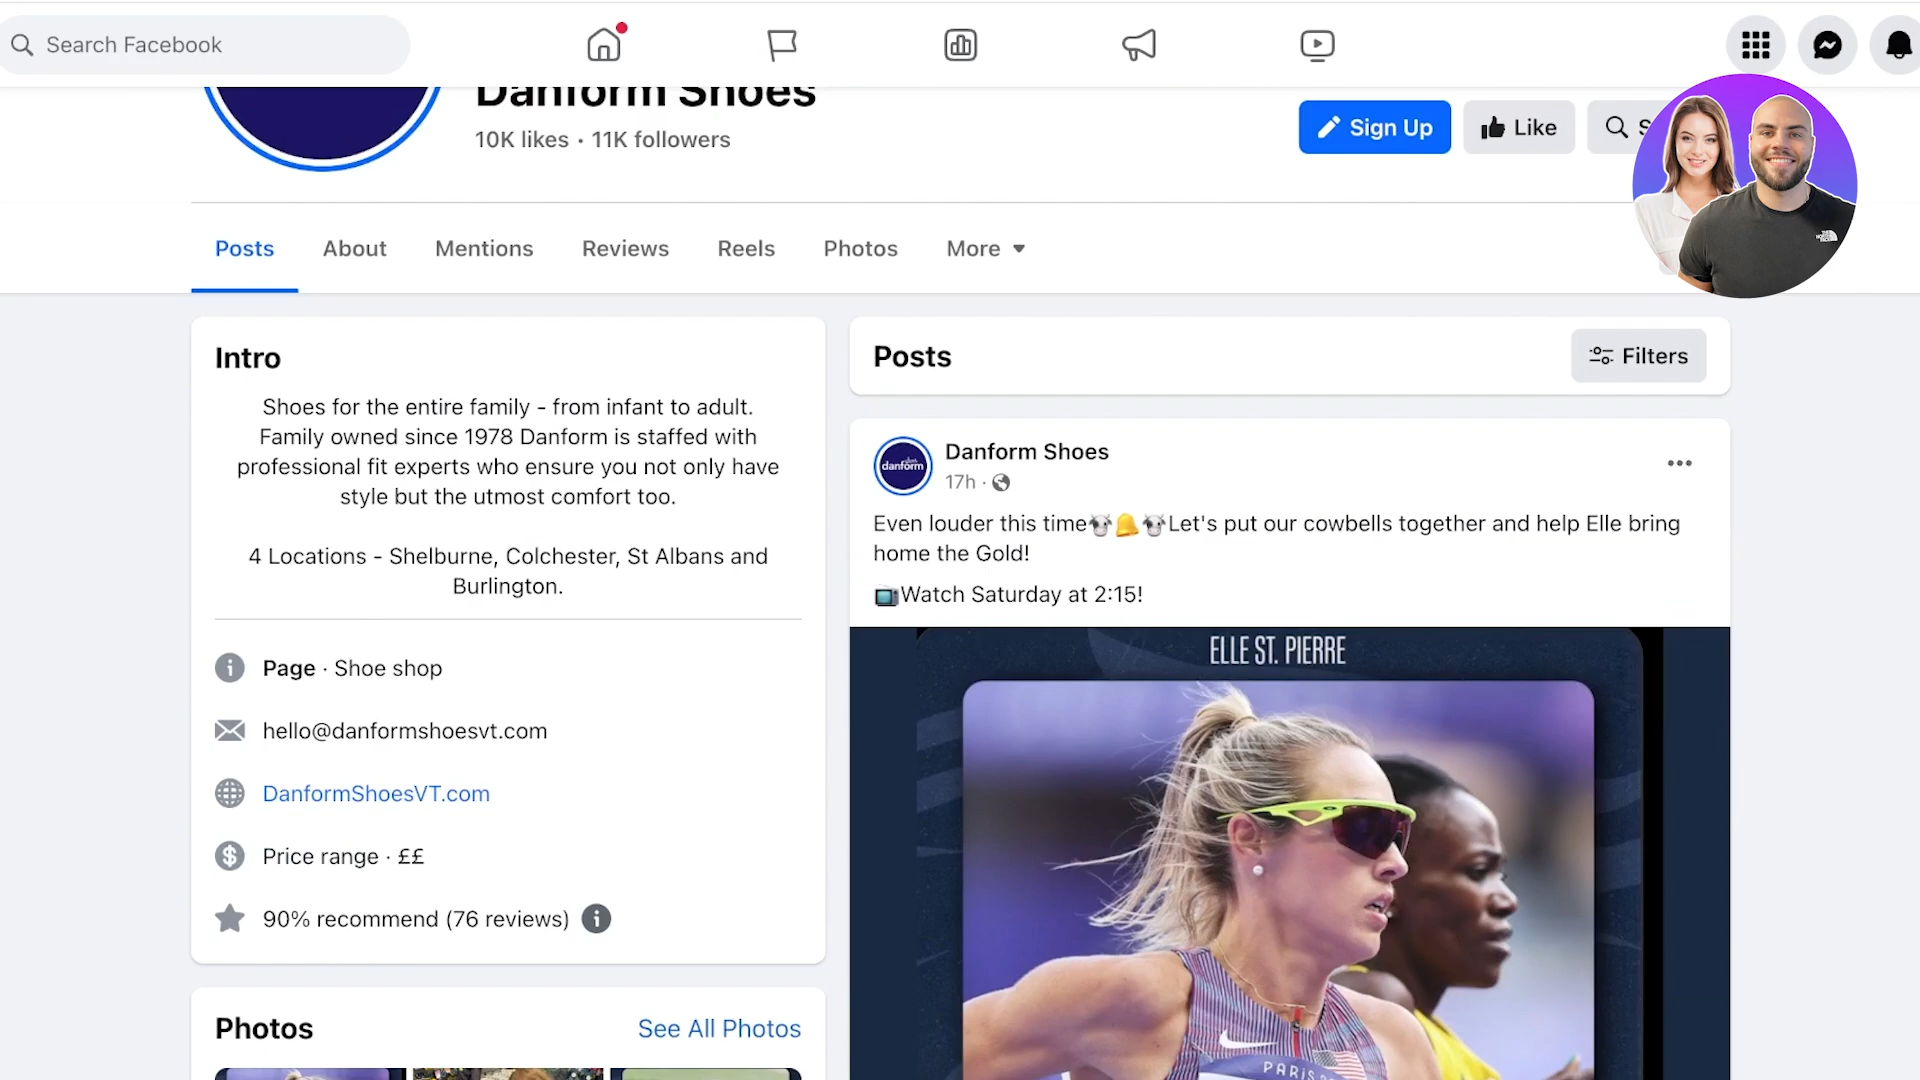 Search Facebook
Danform Shoes
10K likes · 11K followers
Sign Up
Like
Posts
About
Mentions
Reviews
Reels
Photos
More
Intro
Shoes for the entire family - from infant to adult.
Family owned since 1978 Danform is staffed with
professional fit experts who ensure you not only have
style but the utmost comfort too.
4 Locations - Shelburne, Colchester, St Albans and
Burlington.
Page · Shoe shop
hello@danformshoesvt.com
DanformShoesVT.com
Price range · ££
90% recommend (76 reviews)
Photos
See All Photos
Posts
Filters
danform
Danform Shoes
17h ·
Even louder this time🐮🔔🐮Let's put our cowbells together and help Elle bring
home the Gold!
📺Watch Saturday at 2:15!
ELLE ST. PIERRE